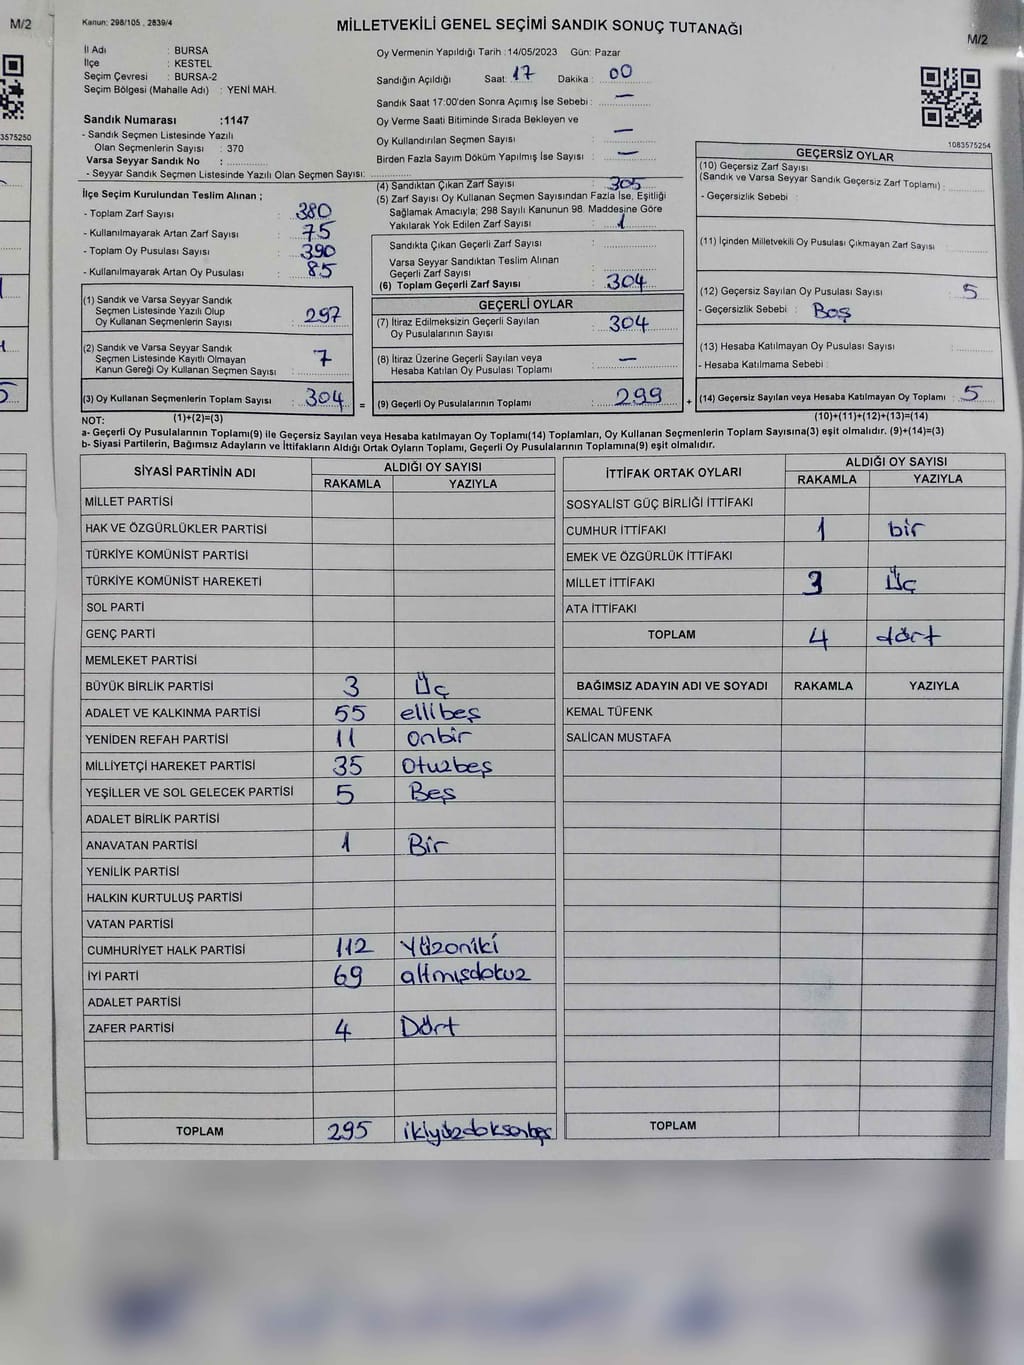 M/2
Kanun: 298/105 , 2839/4
MİLLETVEKİLİ GENEL SEÇİMİ SANDIK SONUÇ TUTANAĞI
M/2
İl Adı : BURSA
İlçe : KESTEL
Seçim Çevresi : BURSA-2
Seçim Bölgesi (Mahalle Adı) : YENİ MAH.
Sandık Numarası :1147
- Sandık Seçmen Listesinde Yazılı
Olan Seçmenlerin Sayısı : 370
Varsa Seyyar Sandık No :
- Seyyar Sandık Seçmen Listesinde Yazılı Olan Seçmen Sayısı:
Oy Vermenin Yapıldığı Tarih :14/05/2023 Gün: Pazar
Sandığın Açıldığı Saat: 17 Dakika : 00
Sandık Saat 17:00'den Sonra Açımış İse Sebebi : —
Oy Verme Saati Bitiminde Sırada Bekleyen ve
Oy Kullandırılan Seçmen Sayısı : —
Birden Fazla Sayım Döküm Yapılmış İse Sayısı : —
3575250
1083575254
İlçe Seçim Kurulundan Teslim Alınan ;
- Toplam Zarf Sayısı : 380
- Kullanılmayarak Artan Zarf Sayısı : 75
- Toplam Oy Pusulası Sayısı : 390
- Kullanılmayarak Artan Oy Pusulası : 85
(1) Sandık ve Varsa Seyyar Sandık
Seçmen Listesinde Yazılı Olup
Oy Kullanan Seçmenlerin Sayısı : 297
(2) Sandık ve Varsa Seyyar Sandık
Seçmen Listesinde Kayıtlı Olmayan
Kanun Gereği Oy Kullanan Seçmen Sayısı : 7
(3) Oy Kullanan Seçmenlerin Toplam Sayısı : 304 =
(4) Sandıktan Çıkan Zarf Sayısı : 305
(5) Zarf Sayısı Oy Kullanan Seçmen Sayısından Fazla İse, Eşitliği
Sağlamak Amacıyla; 298 Sayılı Kanunun 98. Maddesine Göre
Yakılarak Yok Edilen Zarf Sayısı : 1
Sandıkta Çıkan Geçerli Zarf Sayısı :
Varsa Seyyar Sandıktan Teslim Alınan
Geçerli Zarf Sayısı :
(6) Toplam Geçerli Zarf Sayısı : 304
GEÇERLİ OYLAR
(7) İtiraz Edilmeksizin Geçerli Sayılan
Oy Pusulalarının Sayısı : 304
(8) İtiraz Üzerine Geçerli Sayılan veya
Hesaba Katılan Oy Pusulası Toplamı : —
(9) Geçerli Oy Pusulalarının Toplamı : 299 +
GEÇERSİZ OYLAR
(10) Geçersiz Zarf Sayısı
(Sandık ve Varsa Seyyar Sandık Geçersiz Zarf Toplamı) :
- Geçersizlik Sebebi :
(11) İçinden Milletvekili Oy Pusulası Çıkmayan Zarf Sayısı
(12) Geçersiz Sayılan Oy Pusulası Sayısı : 5
- Geçersizlik Sebebi : Boş
(13) Hesaba Katılmayan Oy Pusulası Sayısı :
- Hesaba Katılmama Sebebi :
(14) Geçersiz Sayılan veya Hesaba Katılmayan Oy Toplamı : 5
NOT: (1)+(2)=(3)
(10)+(11)+(12)+(13)=(14)
a- Geçerli Oy Pusulalarının Toplamı(9) ile Geçersiz Sayılan veya Hesaba katılmayan Oy Toplamı(14) Toplamları, Oy Kullanan Seçmenlerin Toplam Sayısına(3) eşit olmalıdır. (9)+(14)=(3)
b- Siyasi Partilerin, Bağımsız Adayların ve İttifakların Aldığı Ortak Oyların Toplamı, Geçerli Oy Pusulalarının Toplamına(9) eşit olmalıdır.
SİYASİ PARTİNİN ADI ALDIĞI OY SAYISI
RAKAMLA YAZIYLA
MİLLET PARTİSİ
HAK VE ÖZGÜRLÜKLER PARTİSİ
TÜRKİYE KOMÜNİST PARTİSİ
TÜRKİYE KOMÜNİST HAREKETİ
SOL PARTİ
GENÇ PARTİ
MEMLEKET PARTİSİ
BÜYÜK BİRLİK PARTİSİ 3 Üç
ADALET VE KALKINMA PARTİSİ 55 ellibeş
YENİDEN REFAH PARTİSİ 11 onbir
MİLLİYETÇİ HAREKET PARTİSİ 35 Otuzbeş
YEŞİLLER VE SOL GELECEK PARTİSİ 5 Beş
ADALET BİRLİK PARTİSİ
ANAVATAN PARTİSİ 1 Bir
YENİLİK PARTİSİ
HALKIN KURTULUŞ PARTİSİ
VATAN PARTİSİ
CUMHURİYET HALK PARTİSİ 112 Yüzoniki
İYİ PARTİ 69 altmışdokuz
ADALET PARTİSİ
ZAFER PARTİSİ 4 Dört
TOPLAM 295 ikiyüzdoksanbeş
İTTİFAK ORTAK OYLARI ALDIĞI OY SAYISI
RAKAMLA YAZIYLA
SOSYALİST GÜÇ BİRLİĞİ İTTİFAKI
CUMHUR İTTİFAKI 1 bir
EMEK VE ÖZGÜRLÜK İTTİFAKI
MİLLET İTTİFAKI 3 Üç
ATA İTTİFAKI
TOPLAM 4 dört
BAĞIMSIZ ADAYIN ADI VE SOYADI RAKAMLA YAZIYLA
KEMAL TÜFENK
SALİCAN MUSTAFA
TOPLAM